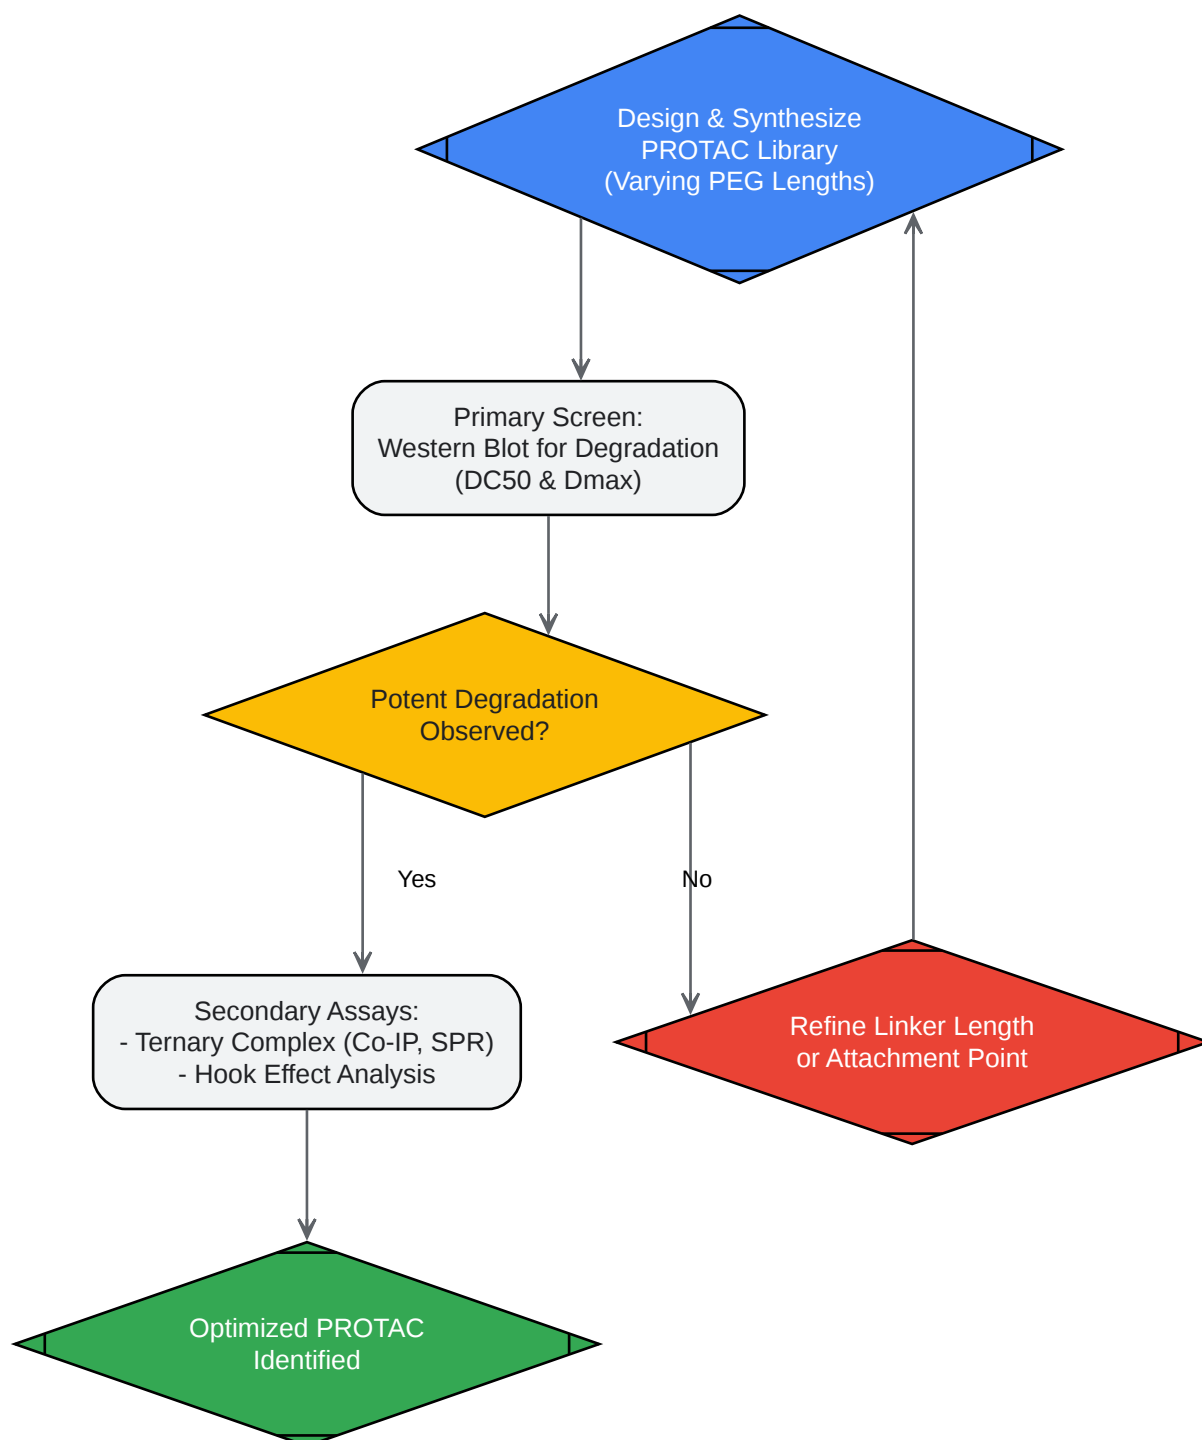 Design & Synthesize
PROTAC Library
(Varying PEG Lengths)
Primary Screen:
Western Blot for Degradation
(DC50 & Dmax)
Potent Degradation
Observed?
Yes
No
Secondary Assays:
- Ternary Complex (Co-IP, SPR)
- Hook Effect Analysis
Refine Linker Length
or Attachment Point
Optimized PROTAC
Identified